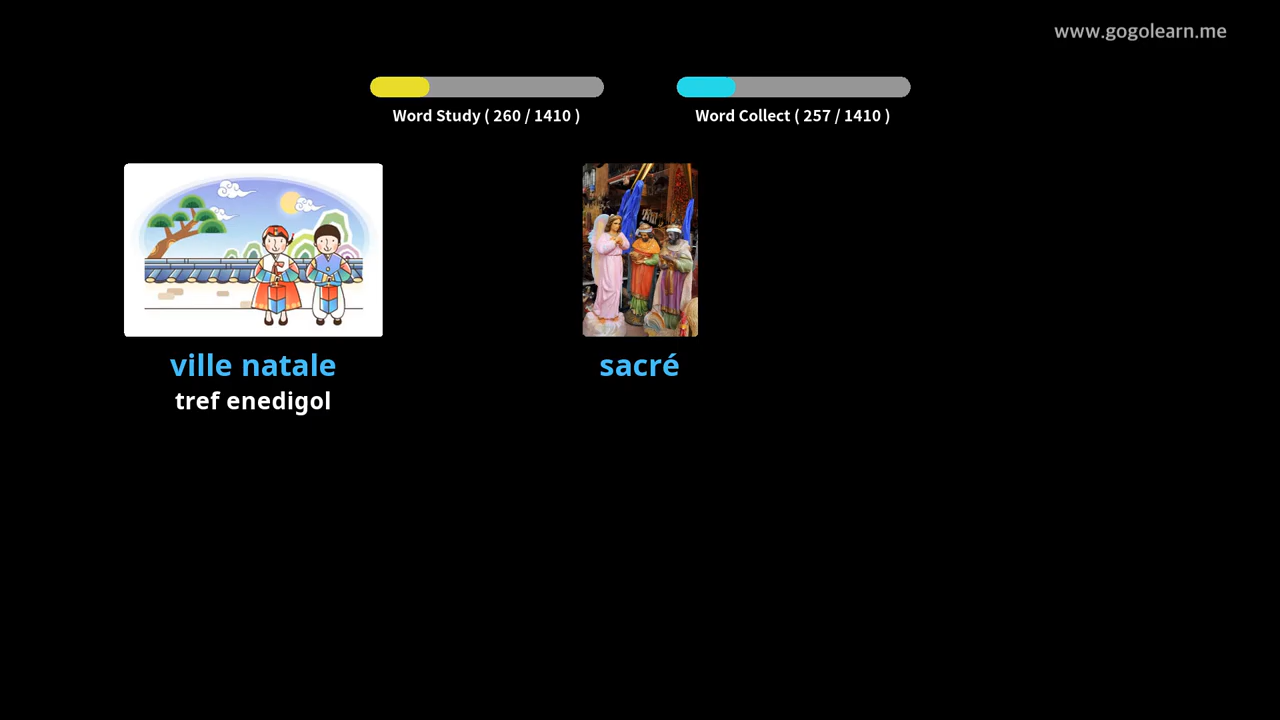 www.gogolearn.me
Word Study ( 260 / 1410 )
Word Collect ( 257 / 1410 )
ville natale
tref enedigol
sacré